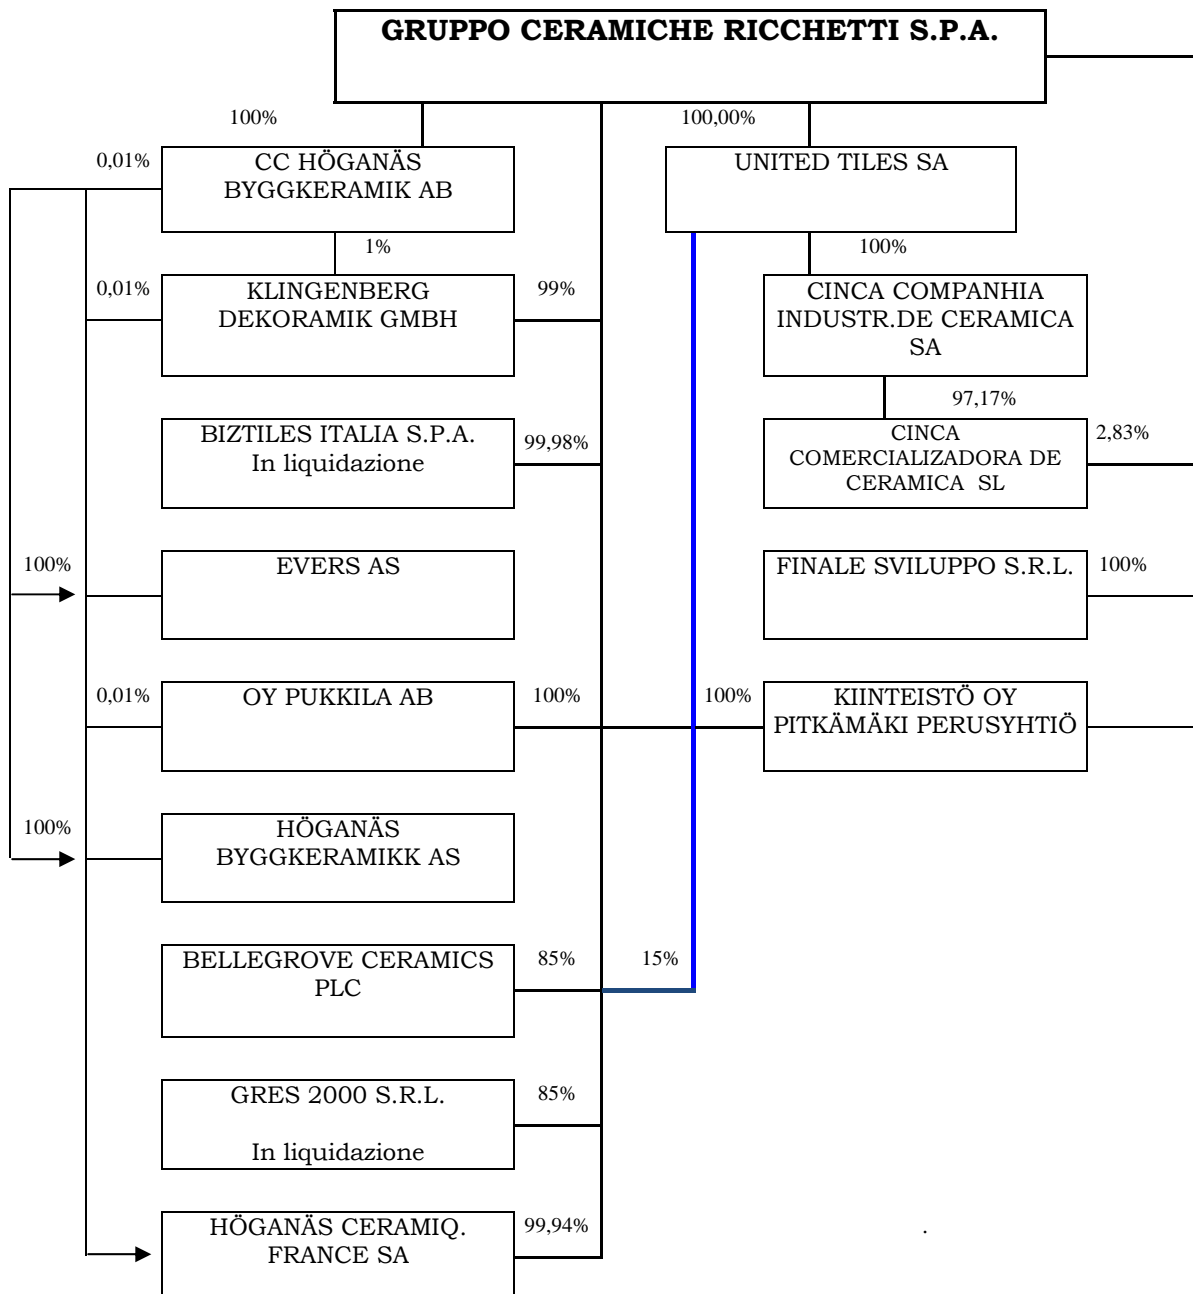 GRUPPO CERAMICHE RICCHETTI S.P.A.
100%
100,00%
0,01%
CC HÖGANÄS
BYGGKERAMIK AB
UNITED TILES SA
1%
100%
0,01%
KLINGENBERG
DEKORAMIK GMBH
99%
CINCA COMPANHIA
INDUSTR.DE CERAMICA
SA
97,17%
BIZTILES ITALIA S.P.A.
In liquidazione
99,98%
CINCA
COMERCIALIZADORA DE
CERAMICA SL
2,83%
100%
EVERS AS
FINALE SVILUPPO S.R.L.
100%
0,01%
OY PUKKILA AB
100%
100%
KIINTEISTÖ OY
PITKÄMÄKI PERUSYHTIÖ
100%
HÖGANÄS
BYGGKERAMIKK AS
BELLEGROVE CERAMICS
PLC
85%
15%
GRES 2000 S.R.L.
In liquidazione
85%
HÖGANÄS CERAMIQ.
FRANCE SA
99,94%
.